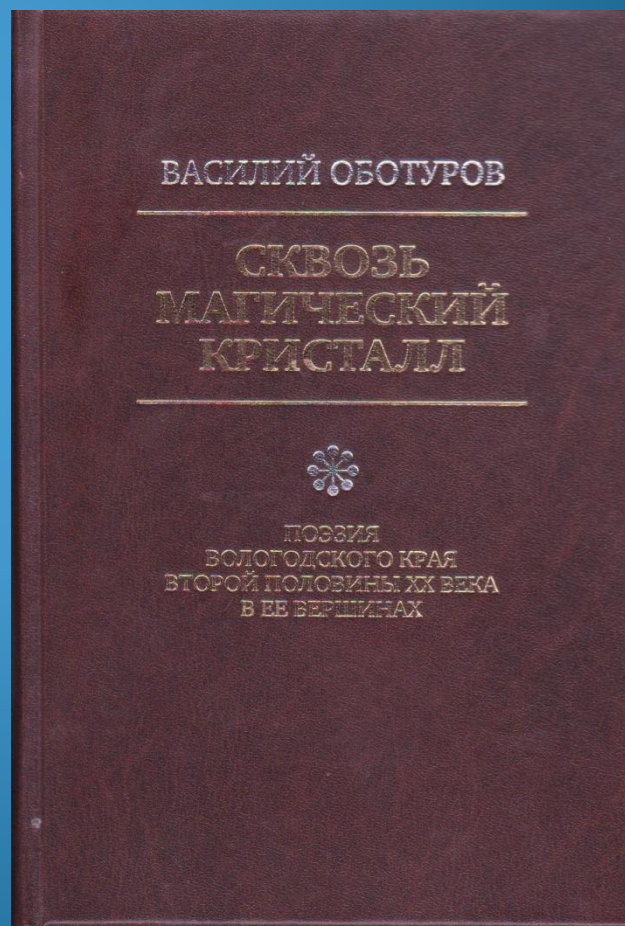 ВАСИЛИЙ ОБОТУРОВ
СКВОЗЬ
МАГИЧЕСКИЙ
КРИСТАЛЛ
ПОЭЗИЯ
ВОЛОГОДСКОГО КРАЯ
ВТОРОЙ ПОЛОВИНЫ XX ВЕКА
В ЕЕ ВЕРШИНАХ